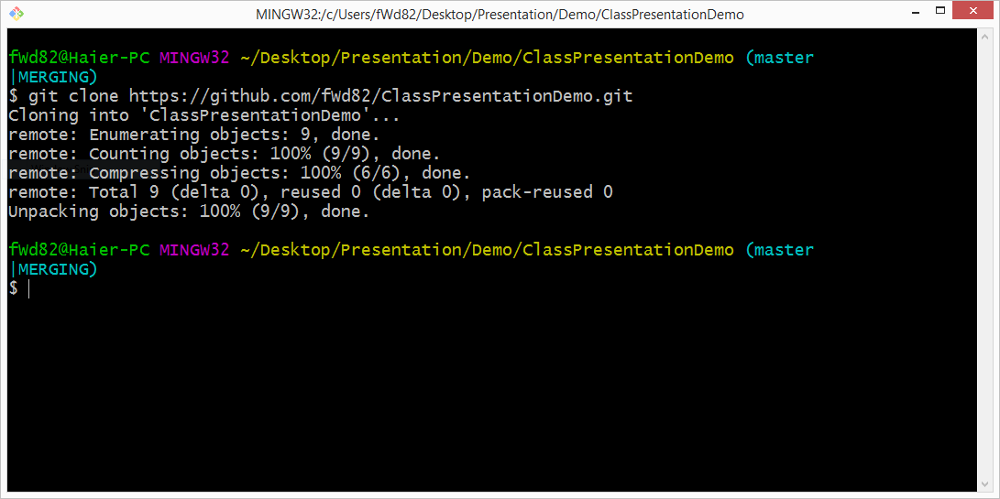 MINGW32:/c/Users/fWd82/Desktop/Presentation/Demo/ClassPresentationDemo
fWd82@Haier-PC MINGW32 ~/Desktop/Presentation/Demo/ClassPresentationDemo (master
|MERGING)
$ git clone https://github.com/fWd82/ClassPresentationDemo.git
Cloning into 'ClassPresentationDemo'...
remote: Enumerating objects: 9, done.
remote: Counting objects: 100% (9/9), done.
remote: Compressing objects: 100% (6/6), done.
remote: Total 9 (delta 0), reused 0 (delta 0), pack-reused 0
Unpacking objects: 100% (9/9), done.
fWd82@Haier-PC MINGW32 ~/Desktop/Presentation/Demo/ClassPresentationDemo (master
|MERGING)
$